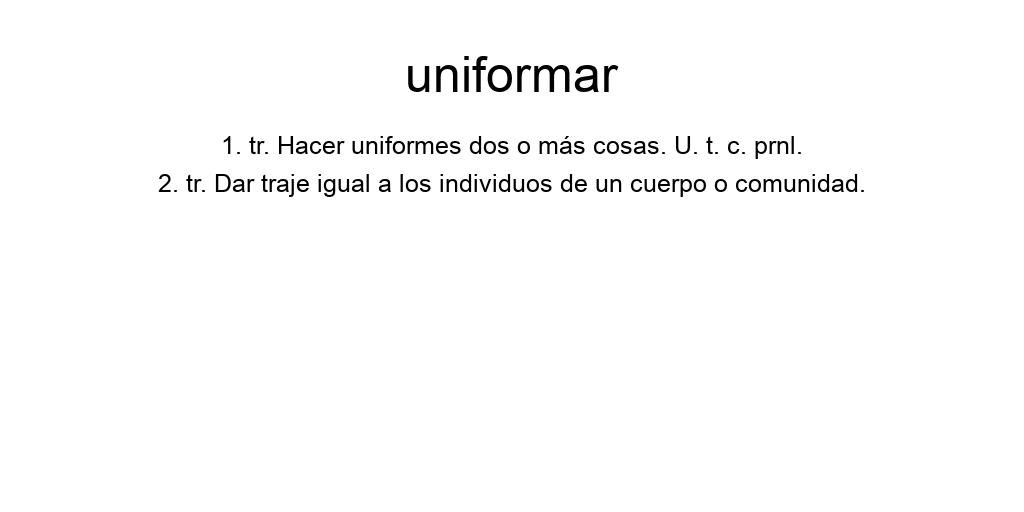 uniformar
1. tr. Hacer uniformes dos o más cosas. U. t. c. prnl.
2. tr. Dar traje igual a los individuos de un cuerpo o comunidad.